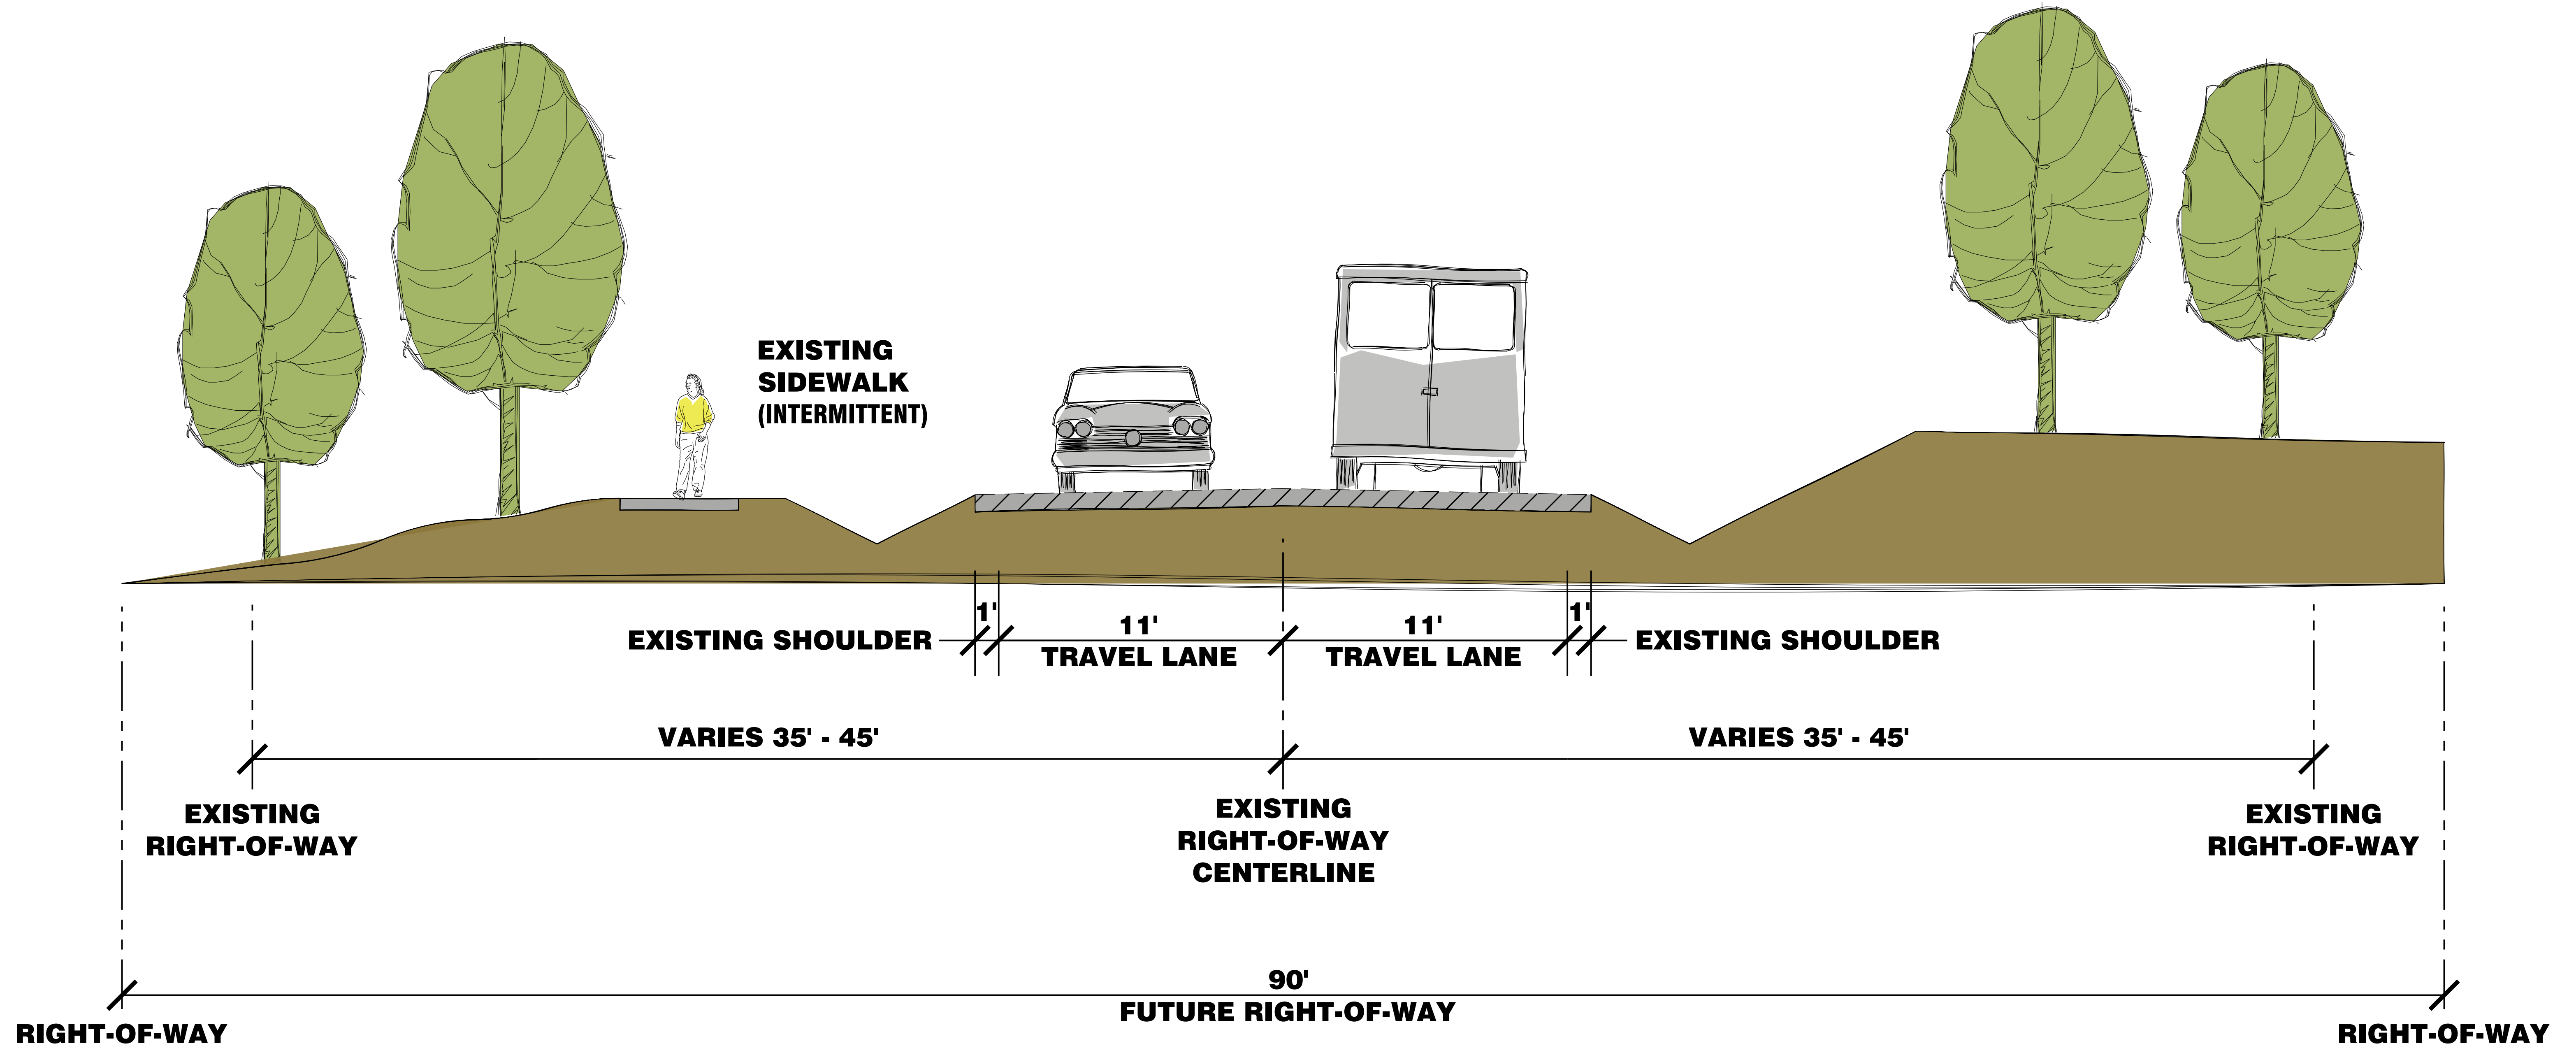 EXISTING
SIDEWALK
(INTERMITTENT)
1'
11'
11'
1'
EXISTING SHOULDER
TRAVEL LANE
TRAVEL LANE
EXISTING SHOULDER
VARIES 35' - 45'
VARIES 35' - 45'
EXISTING
RIGHT-OF-WAY
EXISTING
RIGHT-OF-WAY
CENTERLINE
EXISTING
RIGHT-OF-WAY
90'
FUTURE RIGHT-OF-WAY
RIGHT-OF-WAY
RIGHT-OF-WAY